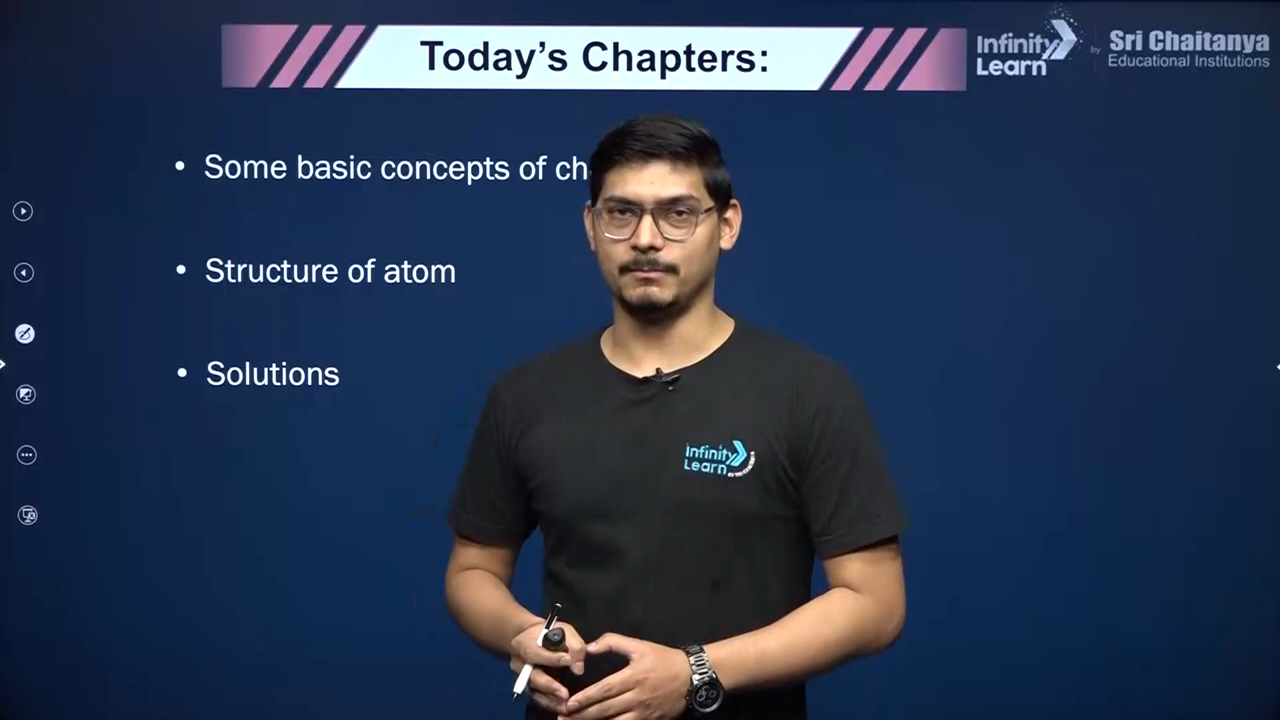 Today's Chapters:
Infinity
Learn
by
Sri Chaitanya
Educational Institutions
• Some basic concepts of ch
• Structure of atom
• Solutions
Infinity
Learn